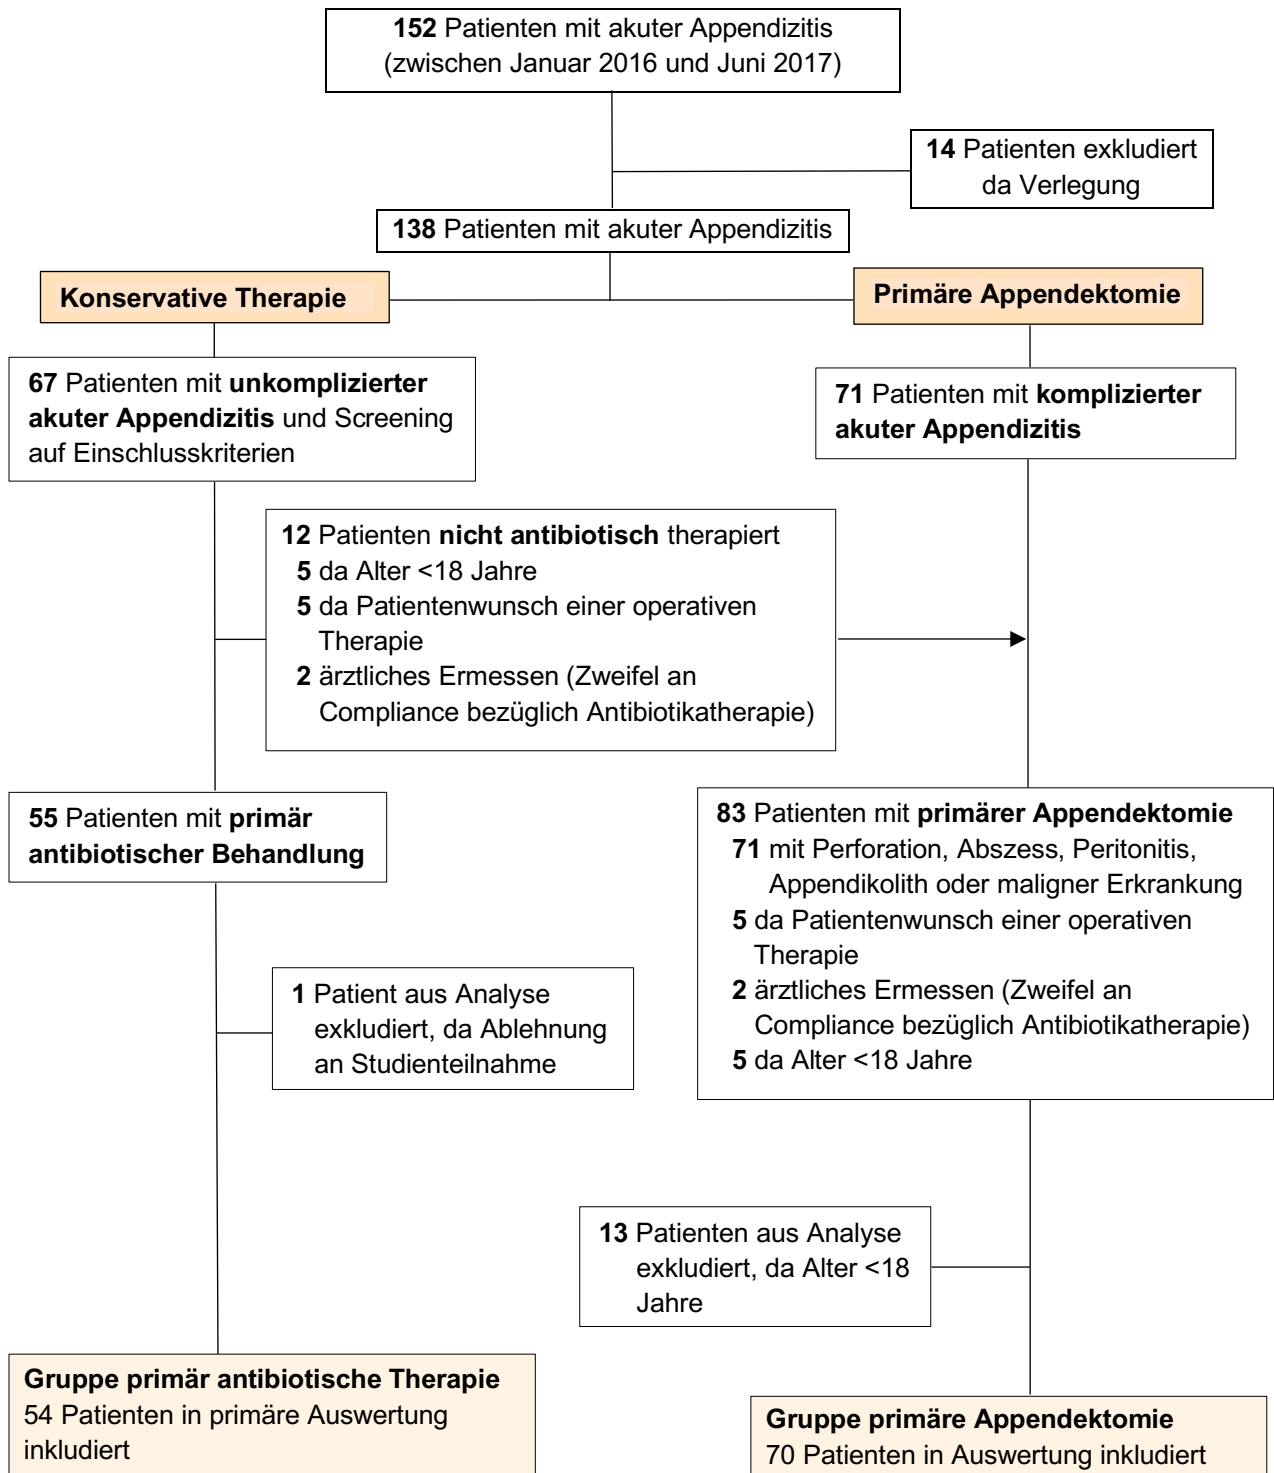 152 Patienten mit akuter Appendizitis
(zwischen Januar 2016 und Juni 2017)
14 Patienten exkludiert
da Verlegung
138 Patienten mit akuter Appendizitis
Konservative Therapie
Primäre Appendektomie
67 Patienten mit unkomplizierter
akuter Appendizitis und Screening
auf Einschlusskriterien
71 Patienten mit komplizierter
akuter Appendizitis
12 Patienten nicht antibiotisch therapiert
5 da Alter <18 Jahre
5 da Patientenwunsch einer operativen
Therapie
2 ärztliches Ermessen (Zweifel an
Compliance bezüglich Antibiotikatherapie)
55 Patienten mit primär
antibiotischer Behandlung
83 Patienten mit primärer Appendektomie
71 mit Perforation, Abszess, Peritonitis,
Appendikolith oder maligner Erkrankung
5 da Patientenwunsch einer operativen
Therapie
2 ärztliches Ermessen (Zweifel an
Compliance bezüglich Antibiotikatherapie)
5 da Alter <18 Jahre
1 Patient aus Analyse
exkludiert, da Ablehnung
an Studienteilnahme
13 Patienten aus Analyse
exkludiert, da Alter <18
Jahre
Gruppe primär antibiotische Therapie
54 Patienten in primäre Auswertung
inkludiert
Gruppe primäre Appendektomie
70 Patienten in Auswertung inkludiert